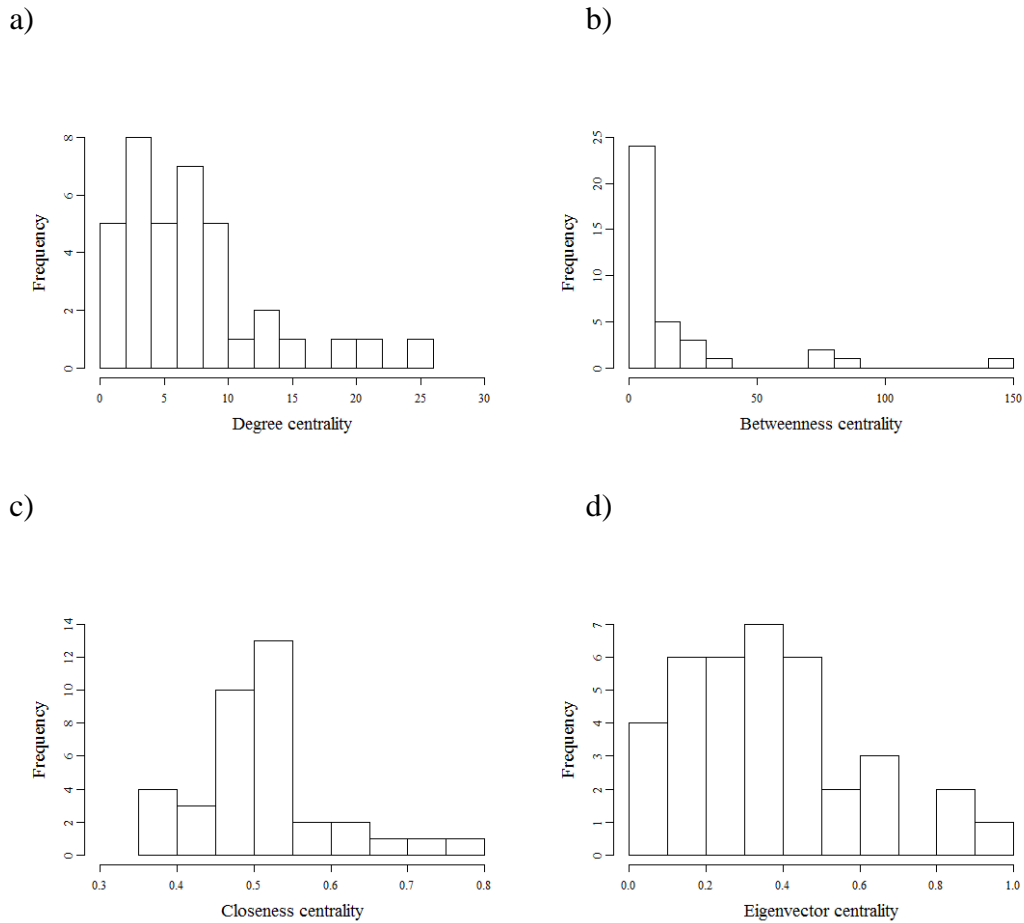 a)
b)
Frequency
0 2 4 6 8
0 5 10 15 20 25 30
Degree centrality
Frequency
0 5 10 15 20 25
0 50 100 150
Betweenness centrality
c)
d)
Frequency
0 2 4 6 8 10 12 14
0.3 0.4 0.5 0.6 0.7 0.8
Closeness centrality
Frequency
0 1 2 3 4 5 6 7
0.0 0.2 0.4 0.6 0.8 1.0
Eigenvector centrality